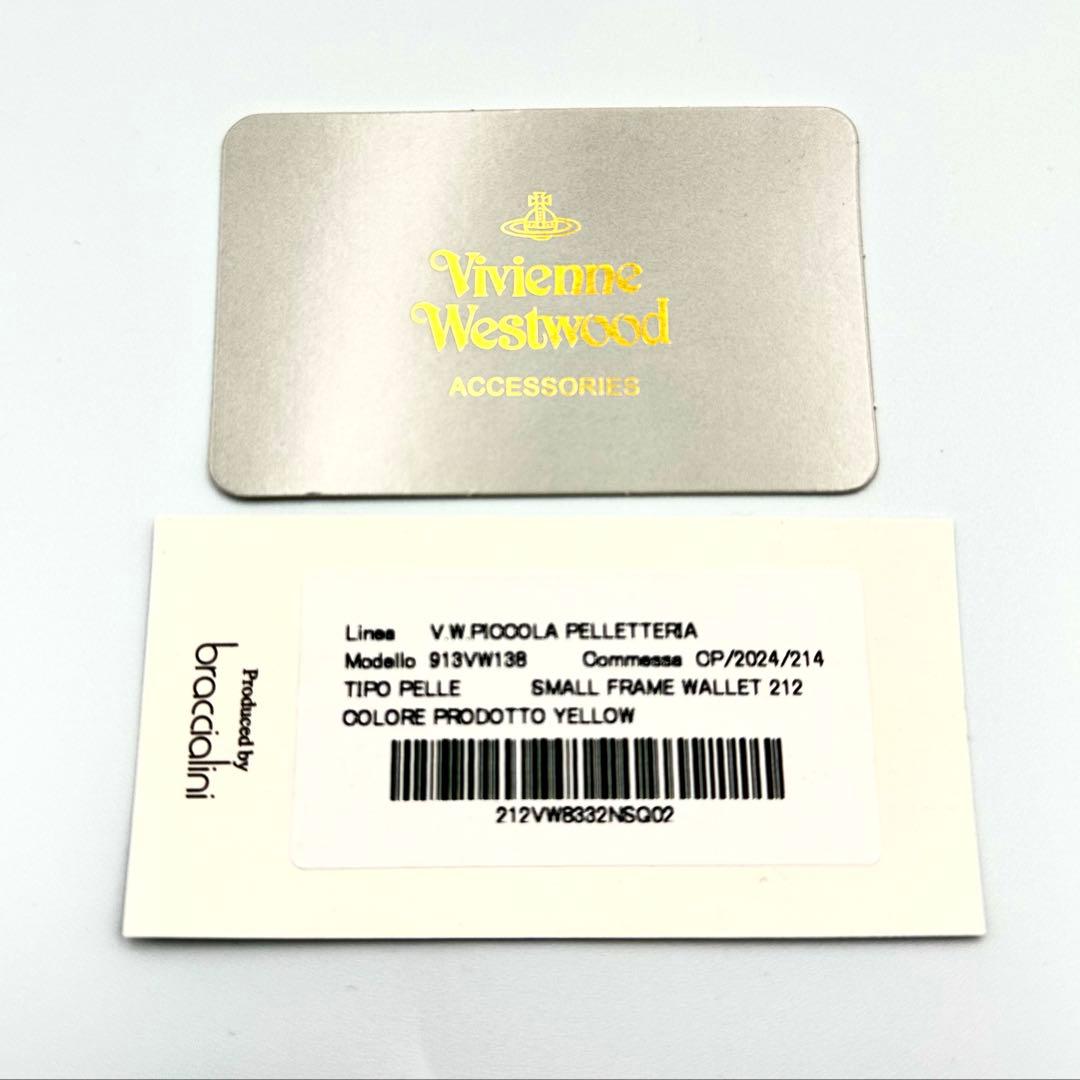 Vivienne
Westwood
ACCESSORIES
Produced by
braccialini
Linea V.W.PICCOLA PELLETTERIA
Modello 913VW138 Commessa CP/2024/214
TIPO PELLE SMALL FRAME WALLET 212
COLORE PRODOTTO YELLOW
212VW8332NSQ02